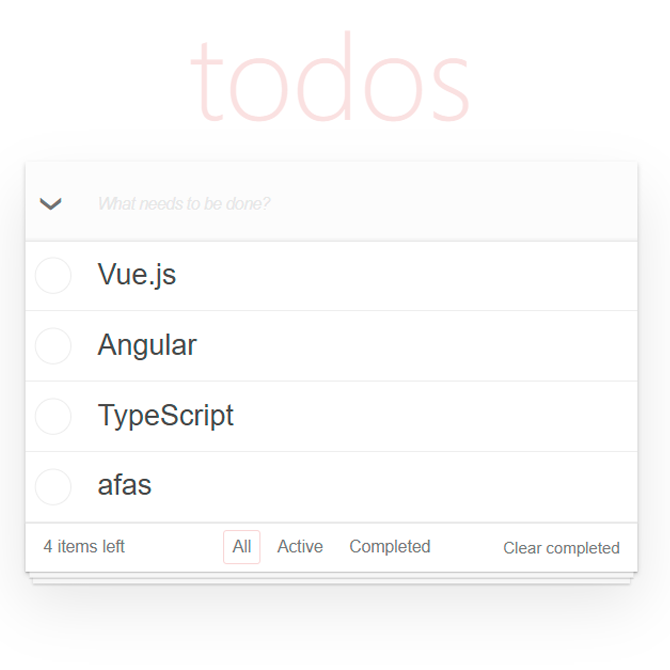 todos
What needs to be done?
Vue.js
Angular
TypeScript
afas
4 items left All Active Completed Clear completed